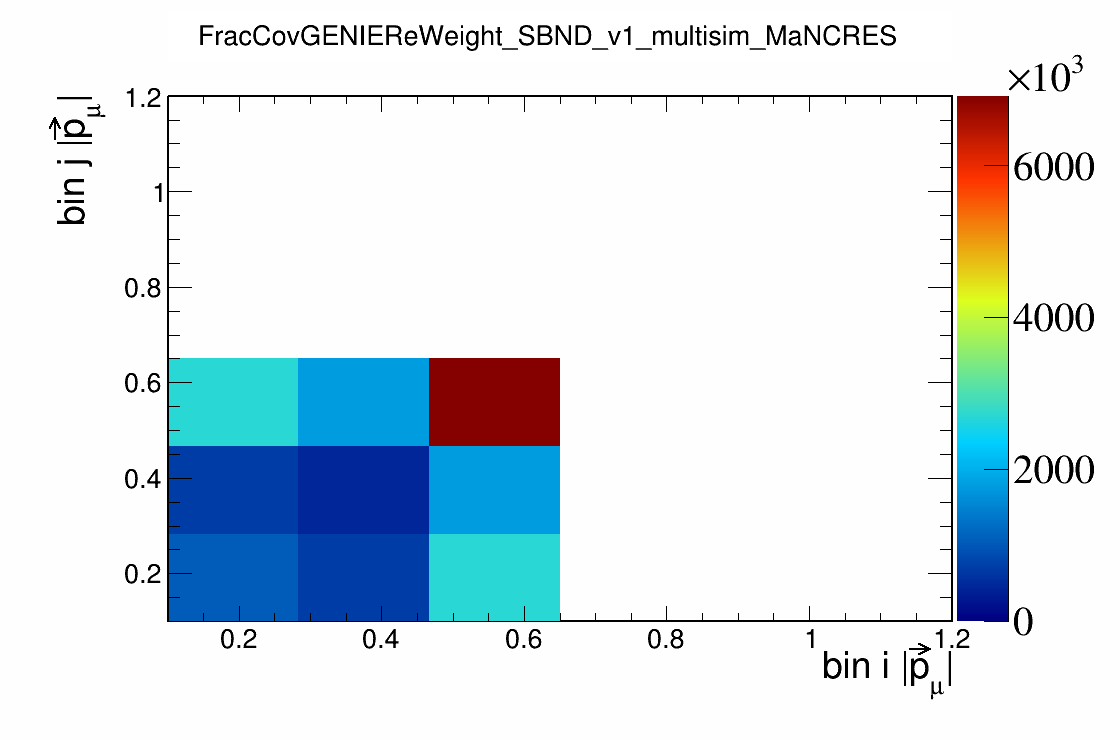 FracCovGENIEReWeight_SBND_v1_multisim_MaNCRES
×10³
bin j |p⃗_μ|
1.2
1
0.8
0.6
0.4
0.2
6000
4000
2000
0
0.2 0.4 0.6 0.8 1 1.2
bin i |p⃗_μ|